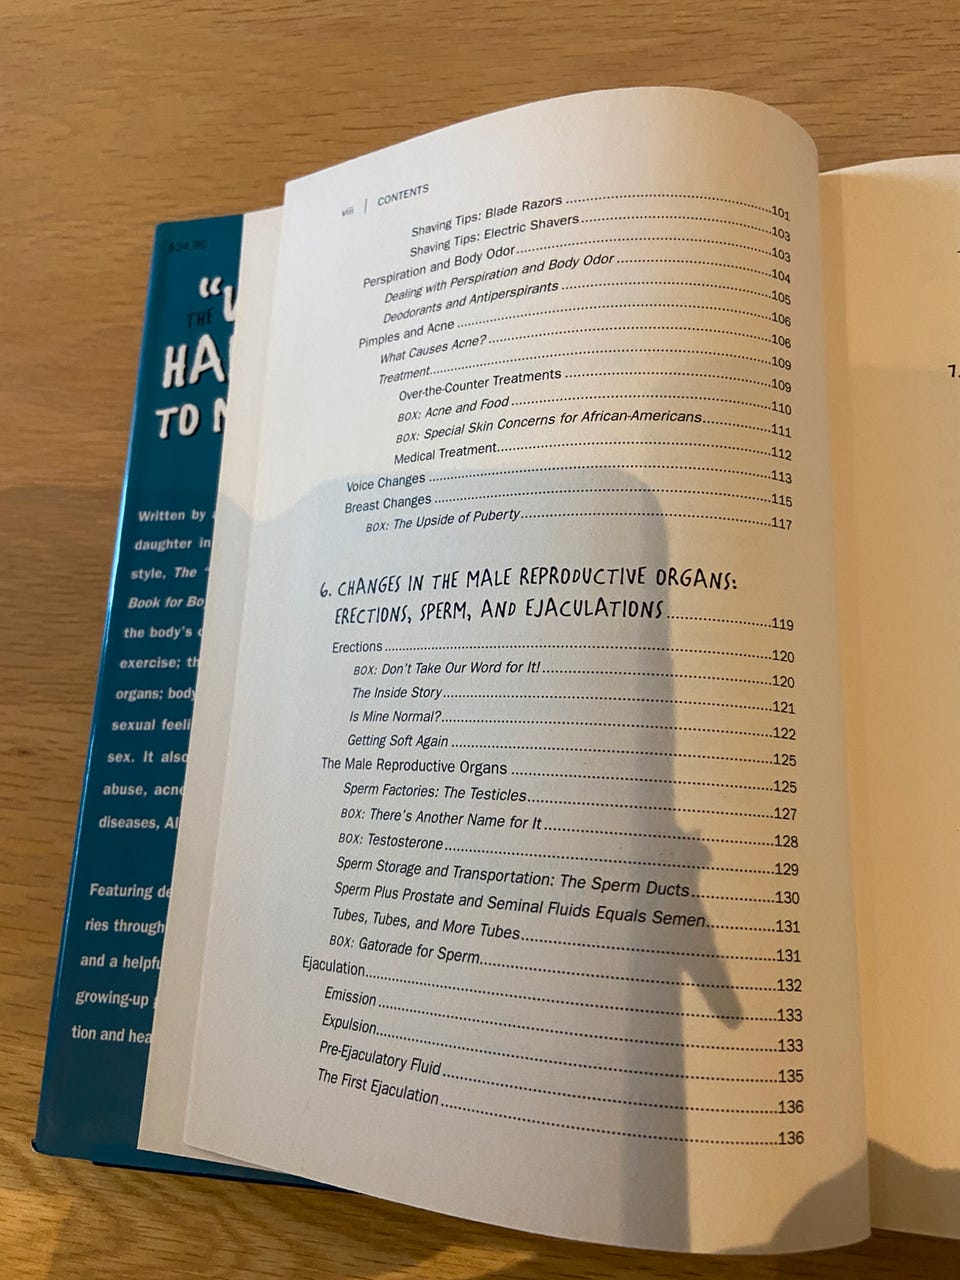 $24.95
THE
HA
TO
Written by
daughter in
style, The
Book for Bo
the body's
exercise; th
organs; body
sexual feeli
sex. It also
abuse, acne
diseases, AI
Featuring de
ries through
and a helpfu
growing-up
tion and hea
viii | CONTENTS
Shaving Tips: Blade Razors 101
Shaving Tips: Electric Shavers 103
Perspiration and Body Odor 103
Dealing with Perspiration and Body Odor 104
Deodorants and Antiperspirants 105
Pimples and Acne 106
What Causes Acne? 106
Treatment 109
Over-the-Counter Treatments 109
BOX: Acne and Food 110
BOX: Special Skin Concerns for African-Americans 111
Medical Treatment 112
Voice Changes 113
Breast Changes 115
BOX: The Upside of Puberty 117
6. CHANGES IN THE MALE REPRODUCTIVE ORGANS:
ERECTIONS, SPERM, AND EJACULATIONS 119
Erections 120
BOX: Don't Take Our Word for It! 120
The Inside Story 121
Is Mine Normal? 122
Getting Soft Again 125
The Male Reproductive Organs 125
Sperm Factories: The Testicles 127
BOX: There's Another Name for It 128
BOX: Testosterone 129
Sperm Storage and Transportation: The Sperm Ducts 130
Sperm Plus Prostate and Seminal Fluids Equals Semen 131
Tubes, Tubes, and More Tubes 131
BOX: Gatorade for Sperm 132
Ejaculation 133
Emission 133
Expulsion 135
Pre-Ejaculatory Fluid 136
The First Ejaculation 136
7.